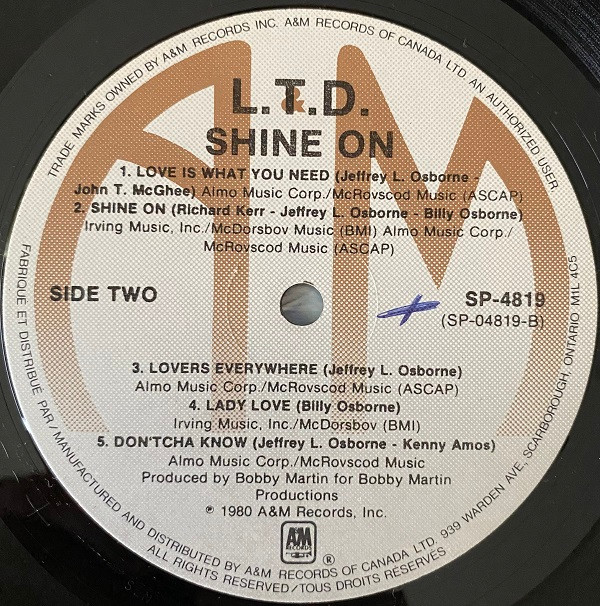 TRADE MARKS OWNED BY A&M RECORDS INC. A&M RECORDS OF CANADA LTD. AN AUTHORIZED USER
L.T.D.
&
SHINE ON
1. LOVE IS WHAT YOU NEED (Jeffrey L. Osborne -
John T. McGhee) Almo Music Corp./McRovscod Music (ASCAP)
2. SHINE ON (Richard Kerr - Jeffrey L. Osborne - Billy Osborne)
Irving Music, Inc./McDorsbov Music (BMI) Almo Music Corp./
McRovscod Music (ASCAP)
SIDE TWO
SP-4819
(SP-04819-B)
3. LOVERS EVERYWHERE (Jeffrey L. Osborne)
Almo Music Corp./McRovscod Music (ASCAP)
4. LADY LOVE (Billy Osborne)
Irving Music, Inc./McDorsbov (BMI)
5. DON'TCHA KNOW (Jeffrey L. Osborne - Kenny Amos)
Almo Music Corp./McRovscod Music
Produced by Bobby Martin for Bobby Martin
Productions
℗ 1980 A&M Records, Inc.
A&M
RECORDS
®
FABRIQUÉ ET DISTRIBUÉ PAR/MANUFACTURED AND DISTRIBUTED BY A&M RECORDS OF CANADA LTD. 939 WARDEN AVE, SCARBOROUGH, ONTARIO M1L 4C5
ALL RIGHTS RESERVED/TOUS DROITS RÉSERVÉS